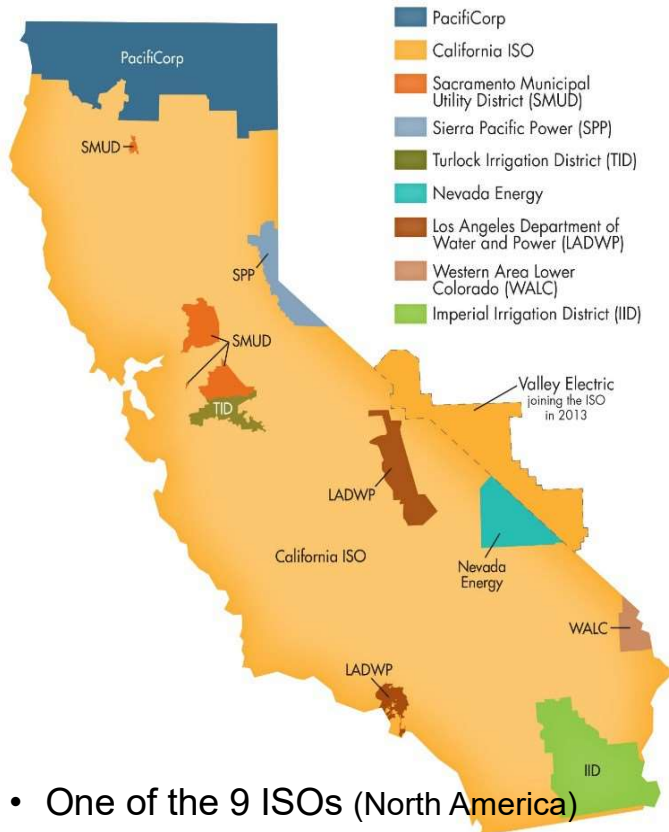 PacifiCorp
California ISO
Sacramento Municipal
Utility District (SMUD)
Sierra Pacific Power (SPP)
Turlock Irrigation District (TID)
Nevada Energy
Los Angeles Department of
Water and Power (LADWP)
Western Area Lower
Colorado (WALC)
Imperial Irrigation District (IID)
PacifiCorp
SMUD
SPP
SMUD
TID
Valley Electric
joining the ISO
in 2013
LADWP
California ISO
Nevada
Energy
WALC
LADWP
IID
• One of the 9 ISOs (North America)